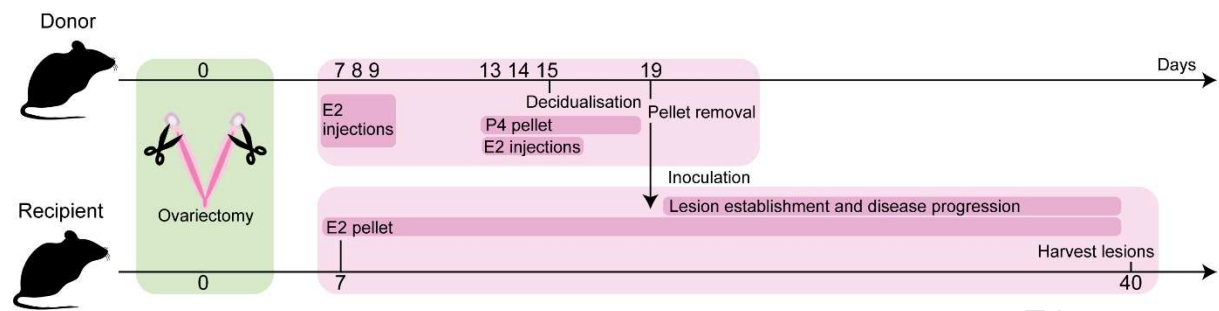 Donor
0
7 8 9
13 14 15
19
Days
E2
injections
Decidualisation
Pellet removal
P4 pellet
E2 injections
Ovariectomy
Inoculation
Recipient
Lesion establishment and disease progression
E2 pellet
Harvest lesions
0
7
40